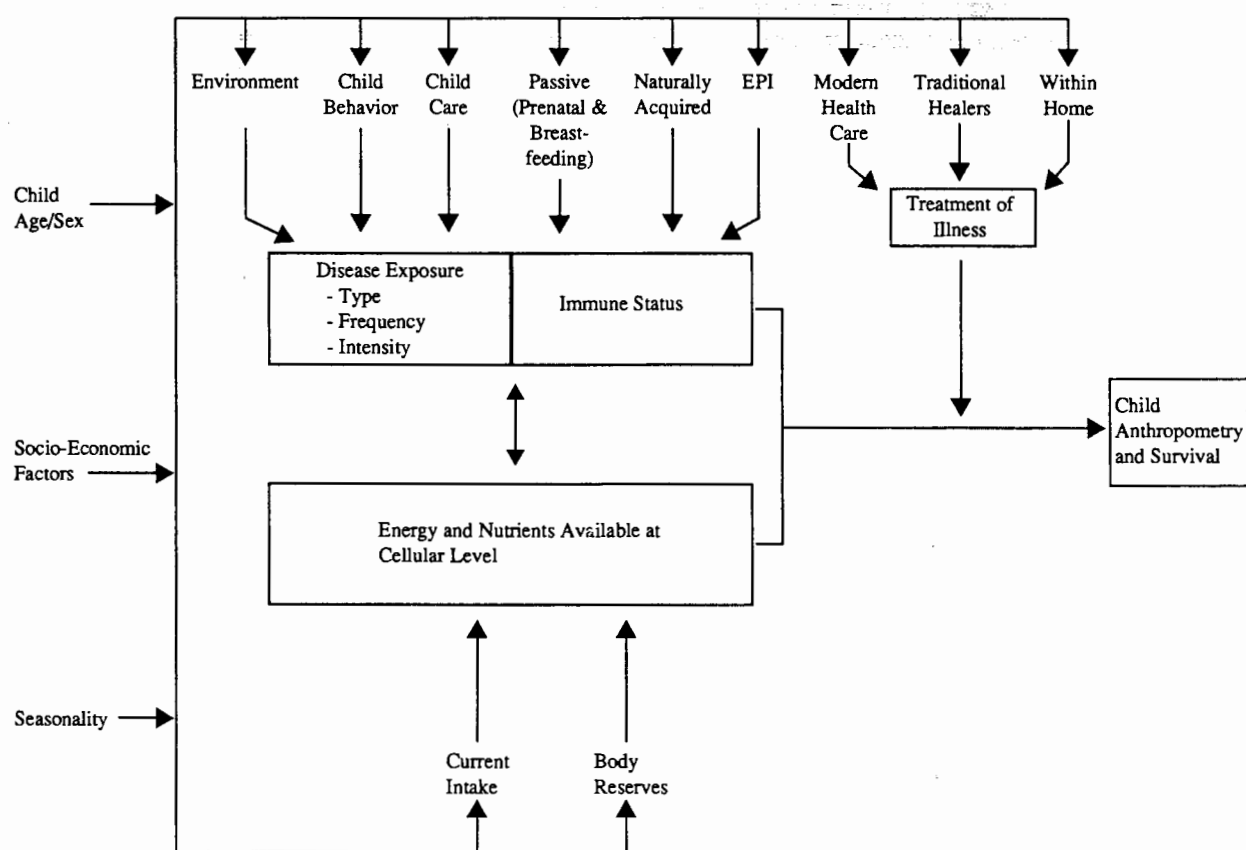 Environment
Child
Behavior
Child
Care
Passive
(Prenatal &
Breast-
feeding)
Naturally
Acquired
EPI
Modern
Health
Care
Traditional
Healers
Within
Home
Child
Age/Sex
Treatment of
Illness
Disease Exposure
- Type
- Frequency
- Intensity
Immune Status
Socio-Economic
Factors
Child
Anthropometry
and Survival
Energy and Nutrients Available at
Cellular Level
Seasonality
Current
Intake
Body
Reserves